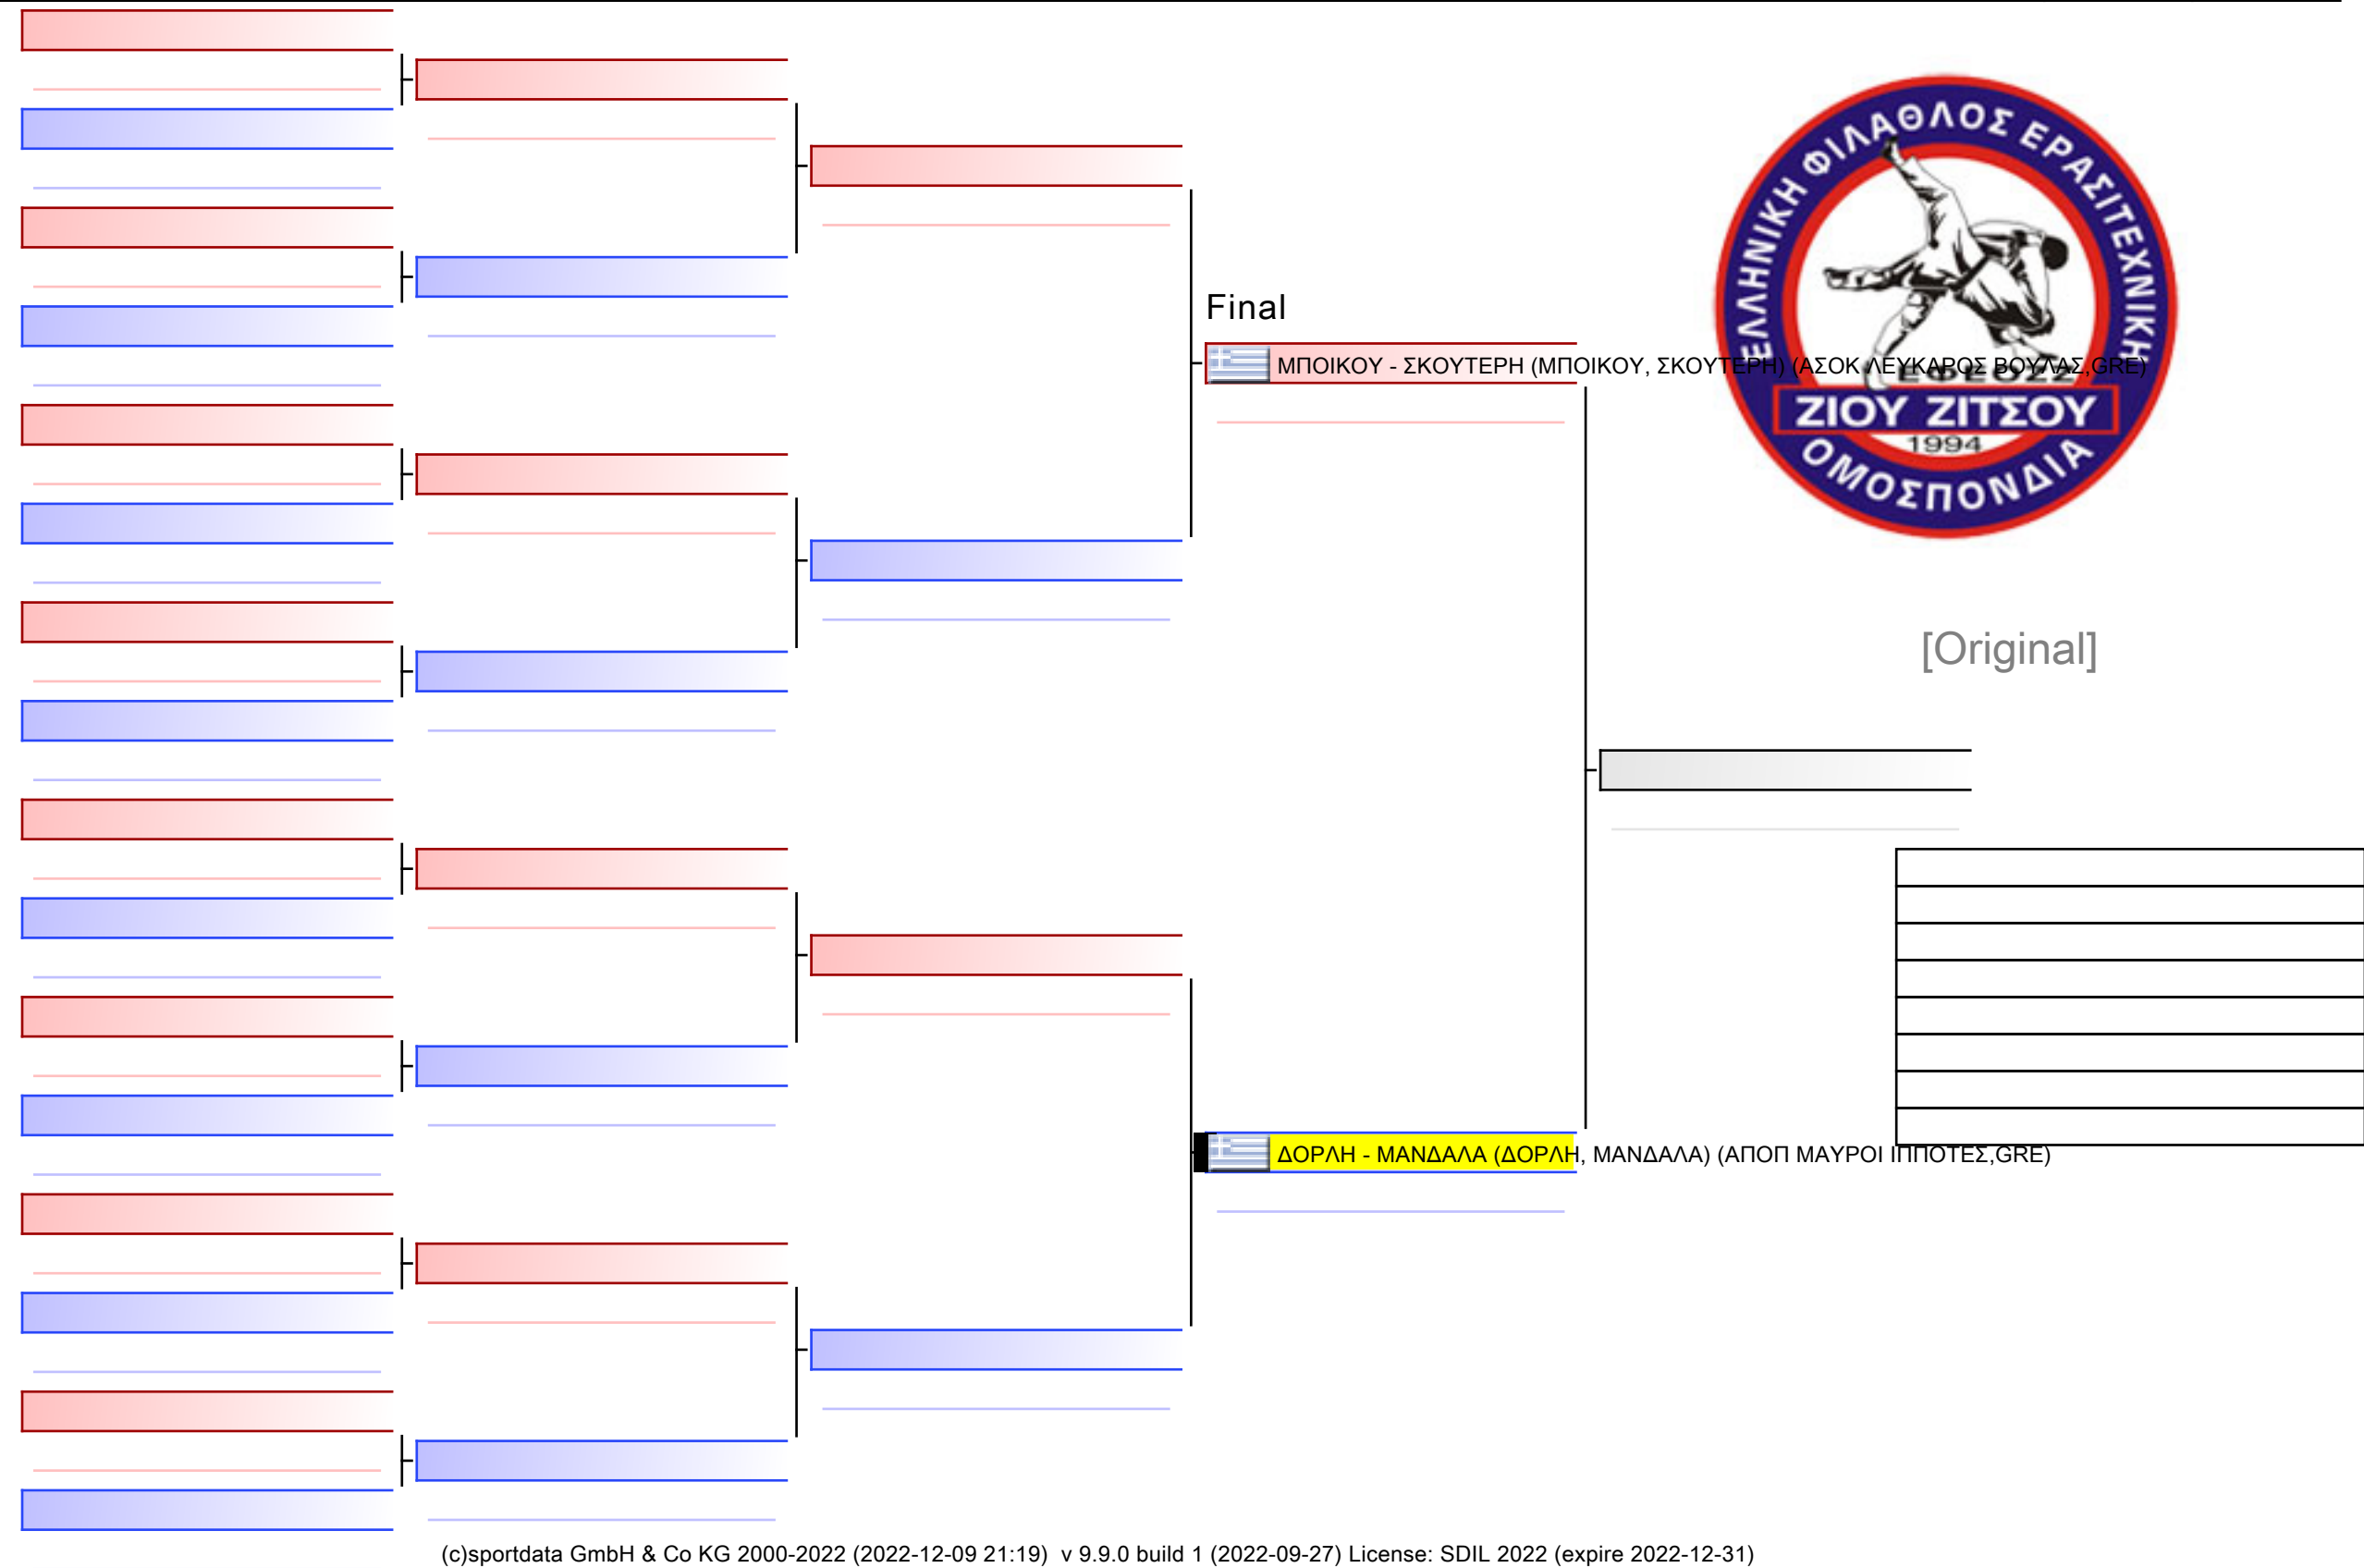 ΕΛΛΗΝΙΚΗ ΦΙΛΑΘΛΟΣ ΕΡΑΣΙΤΕΧΝΙΚΗ
Final
ΜΠΟΙΚΟΥ - ΣΚΟΥΤΕΡΗ (ΜΠΟΙΚΟΥ, ΣΚΟΥΤΕΡΗ) (ΑΣΟΚ ΛΕΥΚΑΡΟΣ ΒΟΥΛΑΣ,GRE)
ΕΦΕΟΖΖ
ΖΙΟΥ ΖΙΤΣΟΥ
1994
ΟΜΟΣΠΟΝΔΙΑ
[Original]
ΔΟΡΛΗ - ΜΑΝΔΑΛΑ (ΔΟΡΛΗ, ΜΑΝΔΑΛΑ) (ΑΠΟΠ ΜΑΥΡΟΙ ΙΠΠΟΤΕΣ,GRE)
(c)sportdata GmbH & Co KG 2000-2022 (2022-12-09 21:19) v 9.9.0 build 1 (2022-09-27) License: SDIL 2022 (expire 2022-12-31)